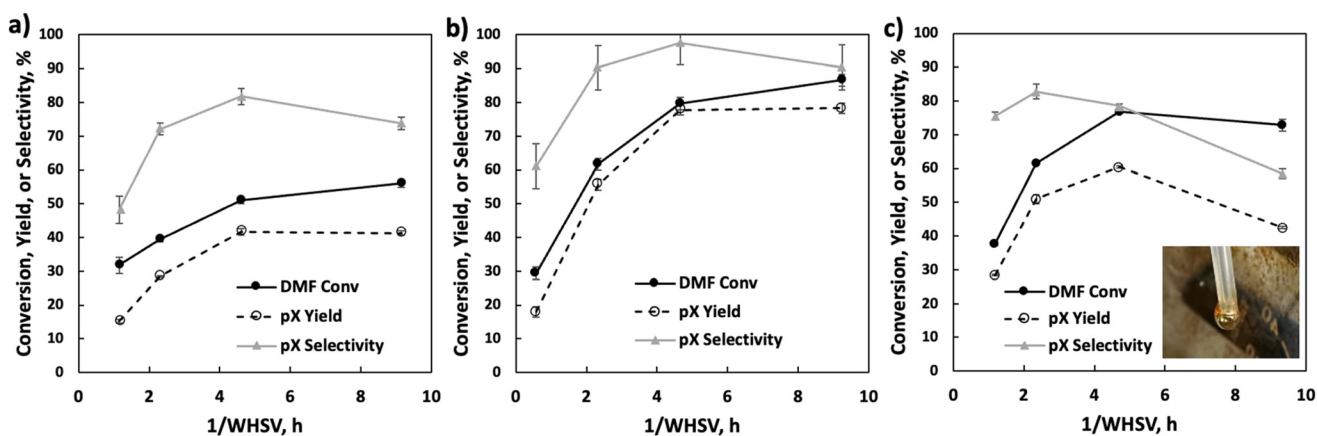 a)
Conversion, Yield, or Selectivity, %
100
90
80
70
60
50
40
30
20
10
0
DMF Conv
pX Yield
pX Selectivity
0 2 4 6 8 10
1/WHSV, h
b)
100
90
80
70
60
50
40
30
20
10
0
DMF Conv
pX Yield
pX Selectivity
0 2 4 6 8 10
1/WHSV, h
c)
Conversion, Yield, or Selectivity, %
100
90
80
70
60
50
40
30
20
10
0
DMF Conv
pX Yield
pX Selectivity
0 2 4 6 8 10
1/WHSV, h